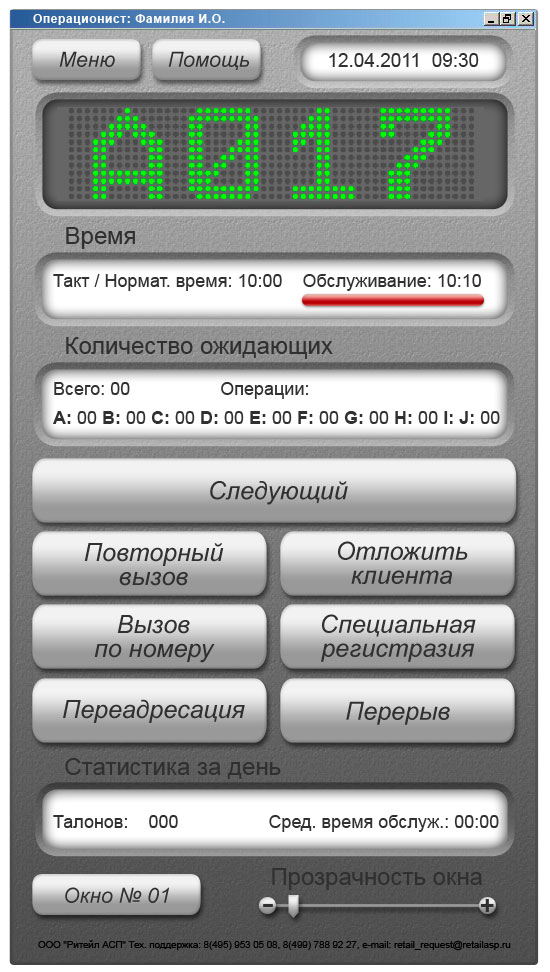 Операционист: Фамилия И.О.
Меню Помощь 12.04.2011 09:30
A017
Время
Такт / Нормат. время: 10:00 Обслуживание: 10:10
Количество ожидающих
Всего: 00 Операции:
A: 00 B: 00 C: 00 D: 00 E: 00 F: 00 G: 00 H: 00 I: J: 00
Следующий
Повторный
вызов
Отложить
клиента
Вызов
по номеру
Специальная
регистразия
Переадресация
Перерыв
Статистика за день
Талонов: 000 Сред. время обслуж.: 00:00
Прозрачность окна
Окно № 01
ООО "Ритейл АСП" Тех. поддержка: 8(495) 953 05 08, 8(499) 788 92 27, e-mail: retail_request@retailasp.ru